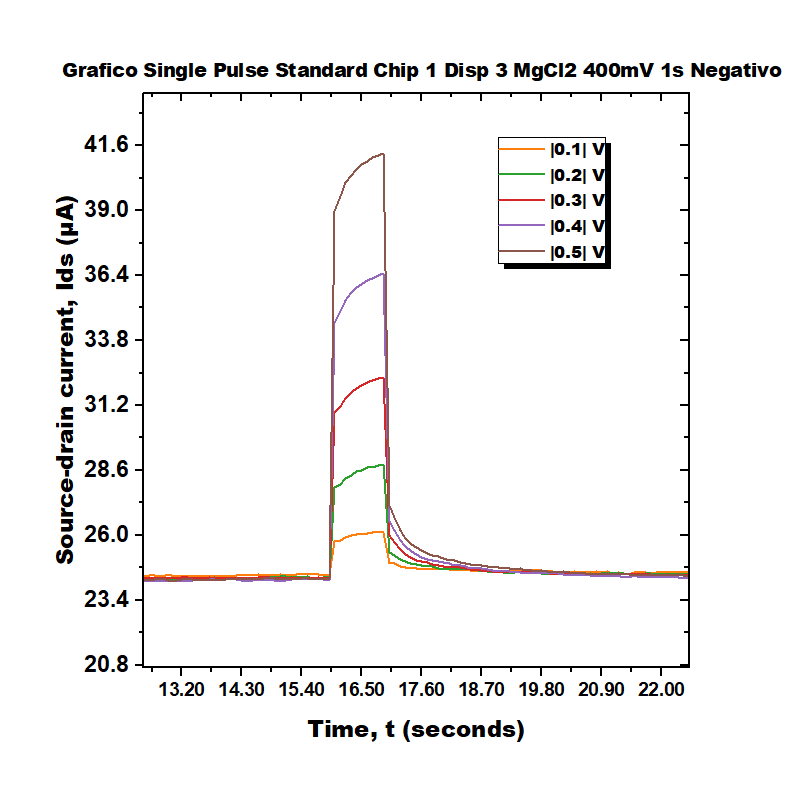 Grafico Single Pulse Standard Chip 1 Disp 3 MgCl2 400mV 1s Negativo
|0.1| V
|0.2| V
|0.3| V
|0.4| V
|0.5| V
41.6
39.0
36.4
33.8
31.2
28.6
26.0
23.4
20.8
Source-drain current, Ids (µA)
13.20 14.30 15.40 16.50 17.60 18.70 19.80 20.90 22.00
Time, t (seconds)